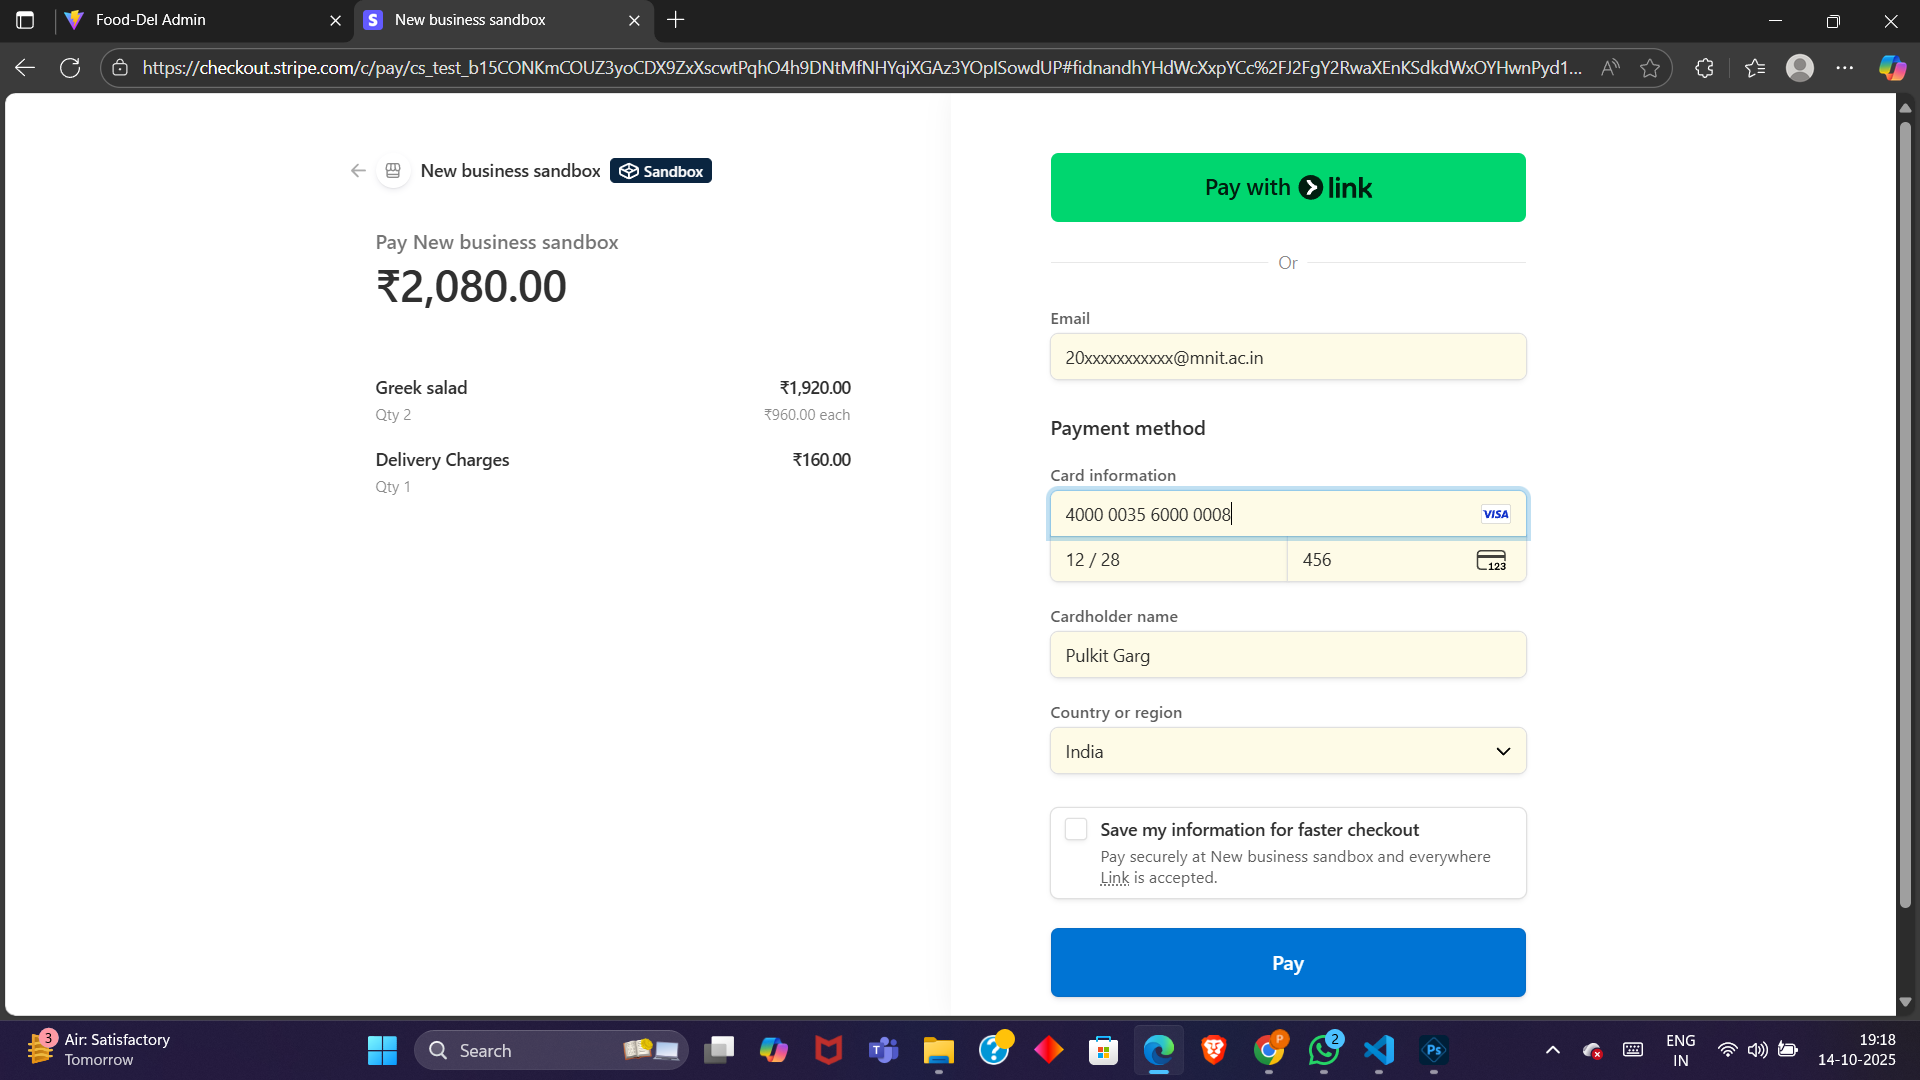 Food-Del Admin
New business sandbox
https://checkout.stripe.com/c/pay/cs_test_b15CONKmCOUZ3yoCDX9ZxXscwtPqhO4h9DNtMfNHYqiXGAz3YOpISowdUP#fidnandhYHdWcXxpYCc%2FJ2FgY2RwaXEnKSdkdWxOYHwnPyd1...
New business sandbox
Sandbox
Pay New business sandbox
₹2,080.00
Greek salad ₹1,920.00
Qty 2 ₹960.00 each
Delivery Charges ₹160.00
Qty 1
Pay with link
Or
Email
20xxxxxxxxxxx@mnit.ac.in
Payment method
Card information
4000 0035 6000 0008 VISA
12 / 28 456 123
Cardholder name
Pulkit Garg
Country or region
India
Save my information for faster checkout
Pay securely at New business sandbox and everywhere
Link is accepted.
Pay
3 Air: Satisfactory
Tomorrow
Search
P
2
Ps
ENG
IN
19:18
14-10-2025